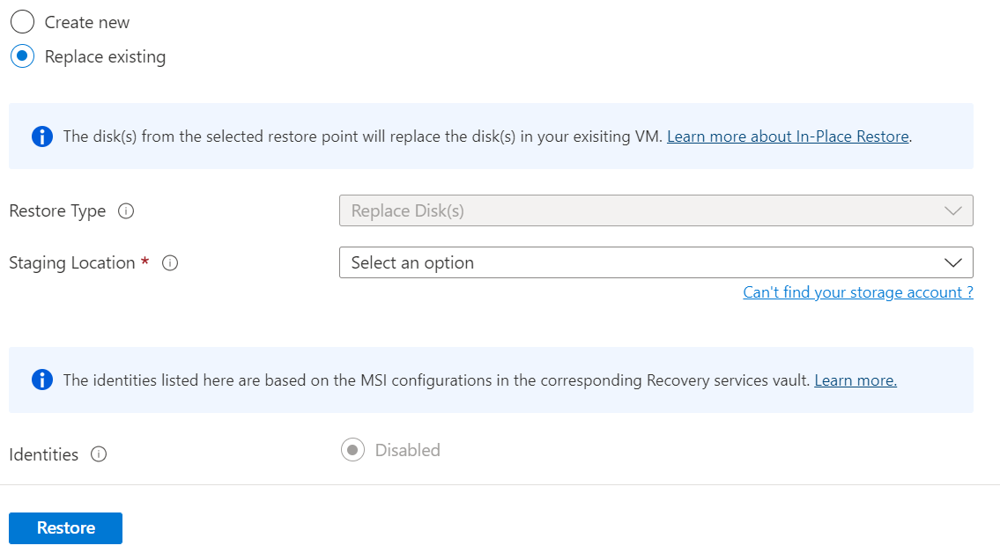 Create new
Replace existing
The disk(s) from the selected restore point will replace the disk(s) in your exisiting VM. Learn more about In-Place Restore.
Restore Type
Replace Disk(s)
Staging Location *
Select an option
Can't find your storage account ?
The identities listed here are based on the MSI configurations in the corresponding Recovery services vault. Learn more.
Identities
Disabled
Restore